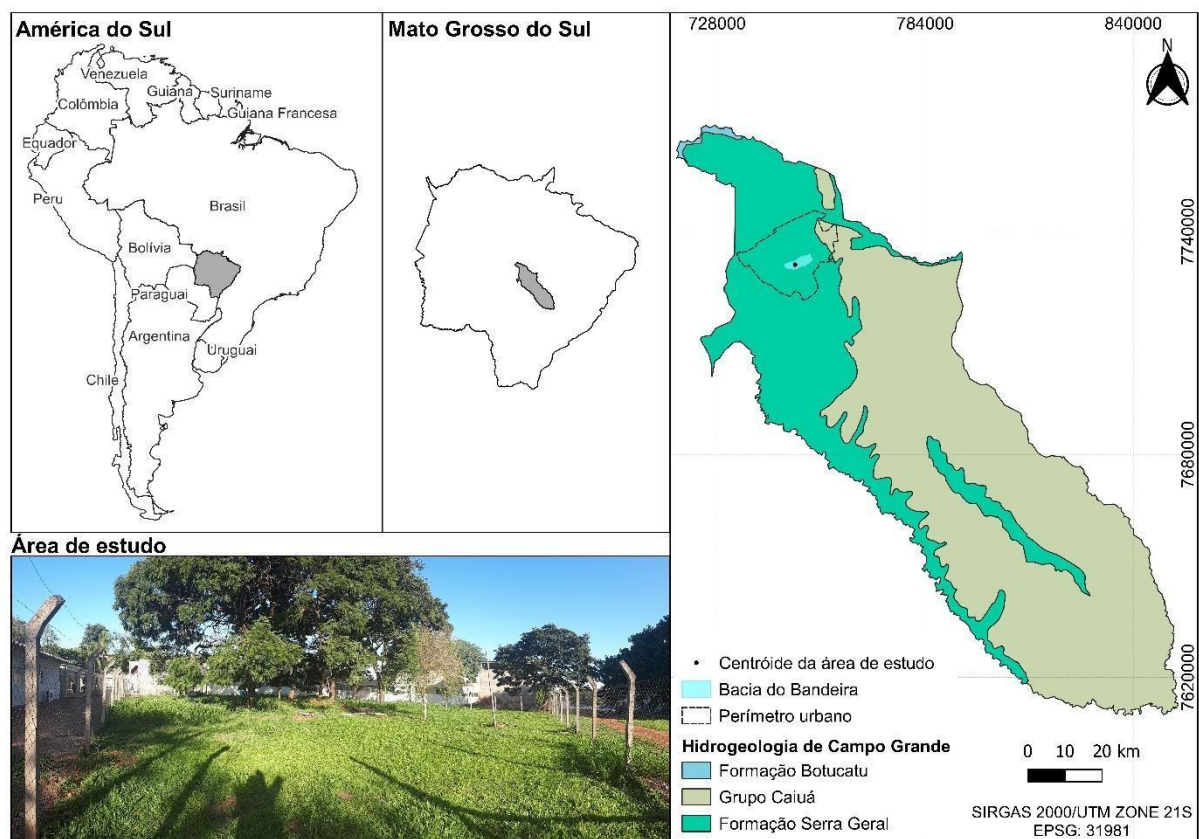 América do Sul
Venezuela
Guiana
Suriname
Colômbia
Guiana Francesa
Equador
Peru
Brasil
Bolívia
Paraguai
Argentina
Uruguai
Chile
Mato Grosso do Sul
Área de estudo
728000
784000
840000
N
7740000
7680000
7620000
Centróide da área de estudo
Bacia do Bandeira
Perímetro urbano
Hidrogeologia de Campo Grande
Formação Botucatu
Grupo Caiuá
Formação Serra Geral
0 10 20 km
SIRGAS 2000/UTM ZONE 21S
EPSG: 31981